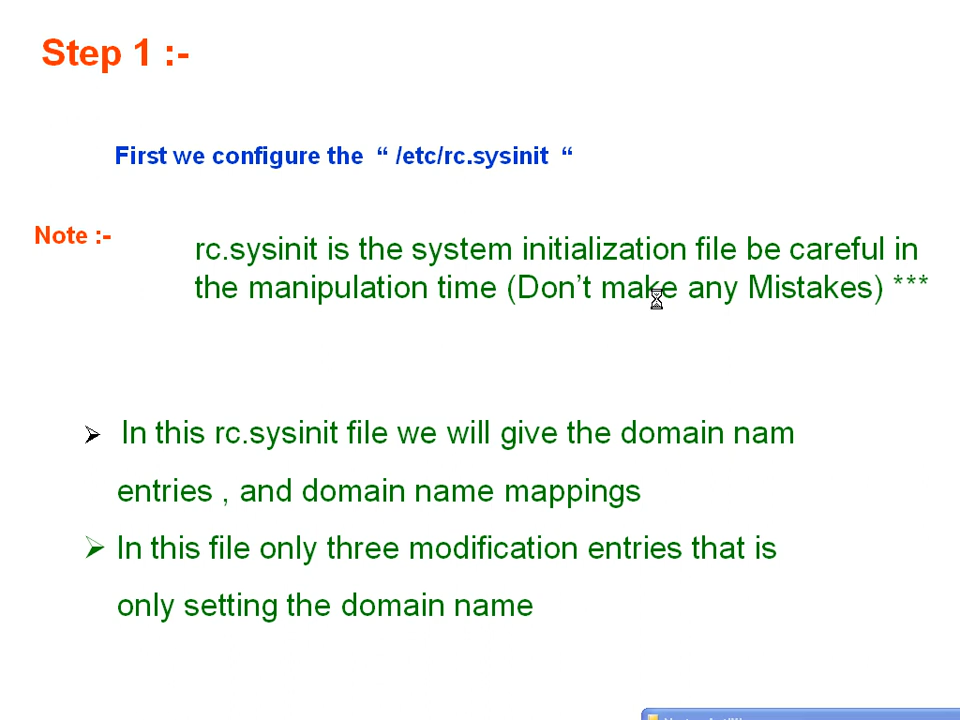 Step 1 :-
First we configure the “ /etc/rc.sysinit “
Note :-
rc.sysinit is the system initialization file be careful in
the manipulation time (Don’t make any Mistakes) ***
In this rc.sysinit file we will give the domain nam
entries , and domain name mappings
In this file only three modification entries that is
only setting the domain name